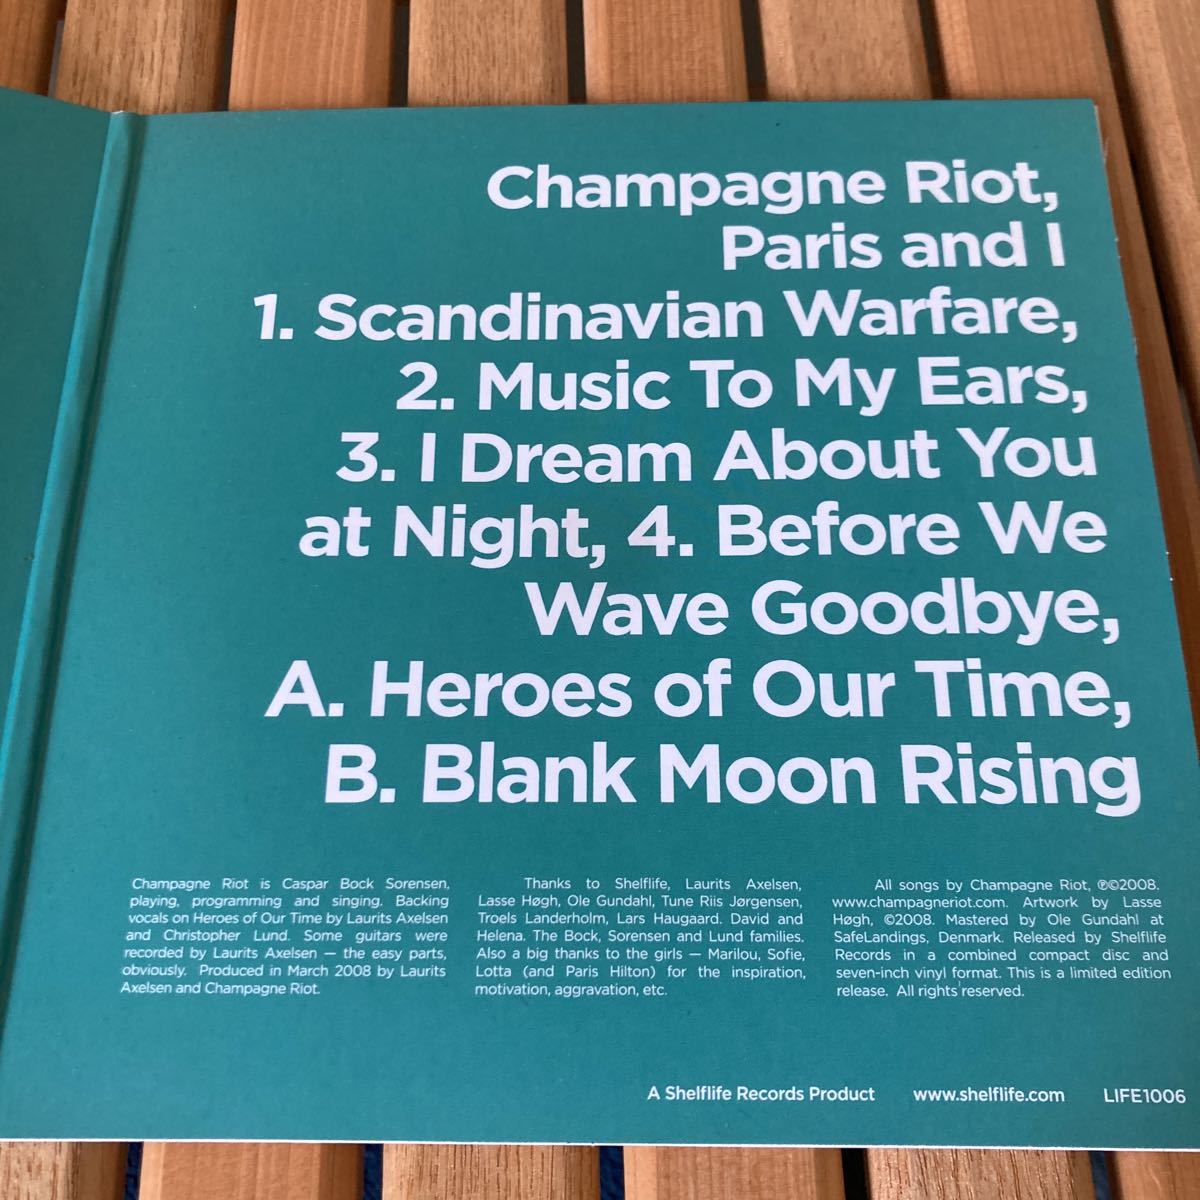 Champagne Riot,
Paris and I
1. Scandinavian Warfare,
2. Music To My Ears,
3. I Dream About You
at Night, 4. Before We
Wave Goodbye,
A. Heroes of Our Time,
B. Blank Moon Rising
Champagne Riot is Caspar Bock Sorensen,
playing, programming and singing. Backing
vocals on Heroes of Our Time by Laurits Axelsen
and Christopher Lund. Some guitars were
recorded by Laurits Axelsen — the easy parts,
obviously. Produced in March 2008 by Laurits
Axelsen and Champagne Riot.
Thanks to Shelflife, Laurits Axelsen,
Lasse Høgh, Ole Gundahl, Tune Riis Jørgensen,
Troels Landerholm, Lars Haugaard. David and
Helena. The Bock, Sorensen and Lund families.
Also a big thanks to the girls — Marilou, Sofie,
Lotta (and Paris Hilton) for the inspiration,
motivation, aggravation, etc.
All songs by Champagne Riot, ℗©2008.
www.champagneriot.com. Artwork by Lasse
Høgh, ©2008. Mastered by Ole Gundahl at
SafeLandings, Denmark. Released by Shelflife
Records in a combined compact disc and
seven-inch vinyl format. This is a limited edition
release. All rights reserved.
A Shelflife Records Product www.shelflife.com LIFE1006